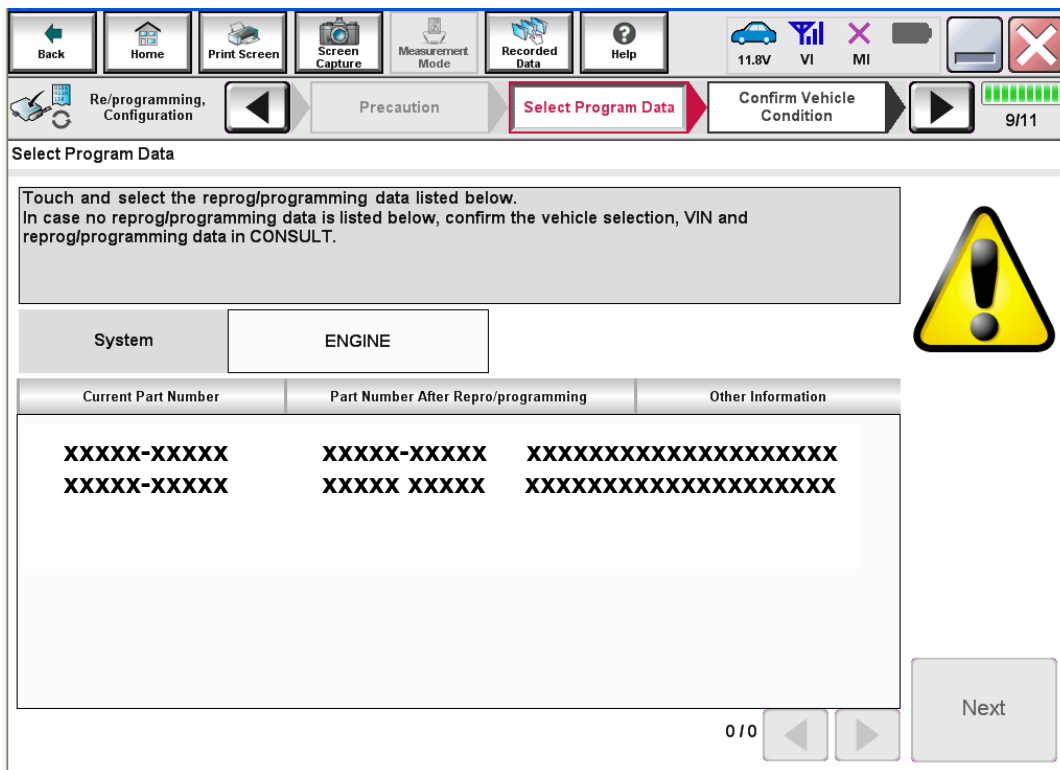 Back
Home
Print Screen
Screen
Capture
Measurement
Mode
Recorded
Data
Help
11.8V
VI
MI
Re/programming,
Configuration
Precaution
Select Program Data
Confirm Vehicle
Condition
9/11
Select Program Data
Touch and select the reprog/programming data listed below.
In case no reprog/programming data is listed below, confirm the vehicle selection, VIN and
reprog/programming data in CONSULT.
System
ENGINE
Current Part Number
Part Number After Repro/programming
Other Information
XXXXX-XXXXX XXXXX-XXXXX XXXXXXXXXXXXXXXXXXXX
XXXXX-XXXXX XXXXX XXXXX XXXXXXXXXXXXXXXXXXXX
0/0
Next